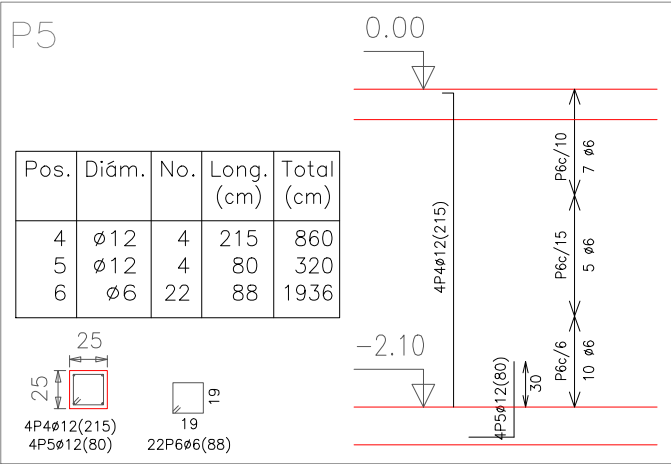 P5
Pos. Diám. No. Long. (cm) Total (cm)
4 ø12 4 215 860
5 ø12 4 80 320
6 ø6 22 88 1936
25
25
4P4ø12(215)
4P5ø12(80)
19
19
22P6ø6(88)
0.00
-2.10
4P4ø12(215)
4P5ø12(80)
30
P6c/10
7 ø6
P6c/15
5 ø6
P6c/6
10 ø6